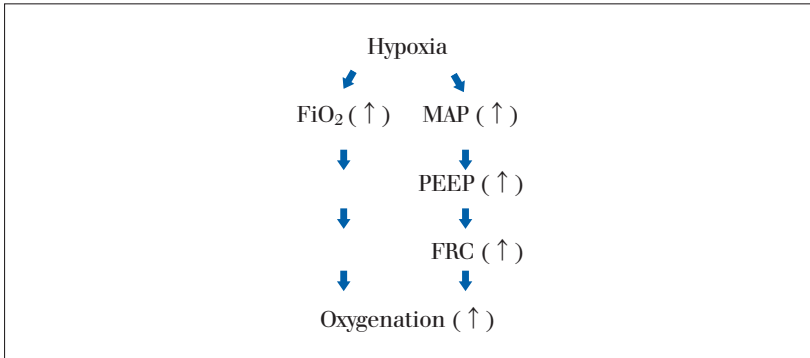 Hypoxia
FiO₂ (↑) MAP (↑)
PEEP (↑)
FRC (↑)
Oxygenation (↑)